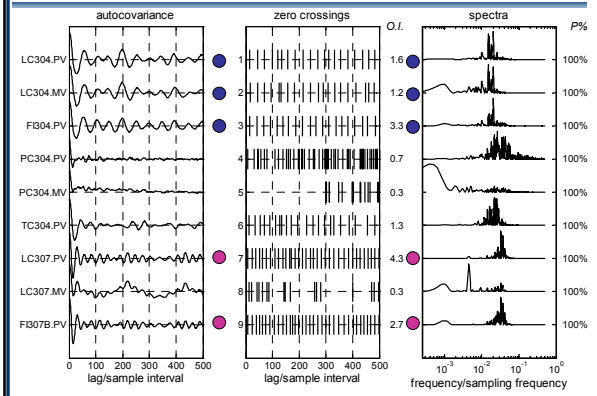 autocovariance zero crossings spectra
O.I. P%
LC304.PV 1 1.6 100%
LC304.MV 2 1.2 100%
FI304.PV 3 3.3 100%
PC304.PV 4 0.7 100%
PC304.MV 5 0.3 100%
TC304.PV 6 1.3 100%
LC307.PV 7 4.3 100%
LC307.MV 8 0.3 100%
FI307B.PV 9 2.7 100%
0 100 200 300 400 500 0 100 200 300 400 500 10-3 10-2 10-1 100
lag/sample interval lag/sample interval frequency/sampling frequency